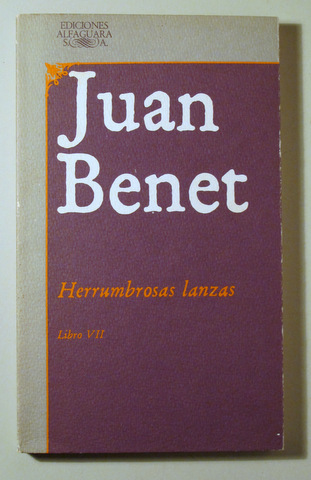 EDICIONES
ALFAGUARA
S.A.
Juan
Benet
Herrumbrosas lanzas
Libro VII